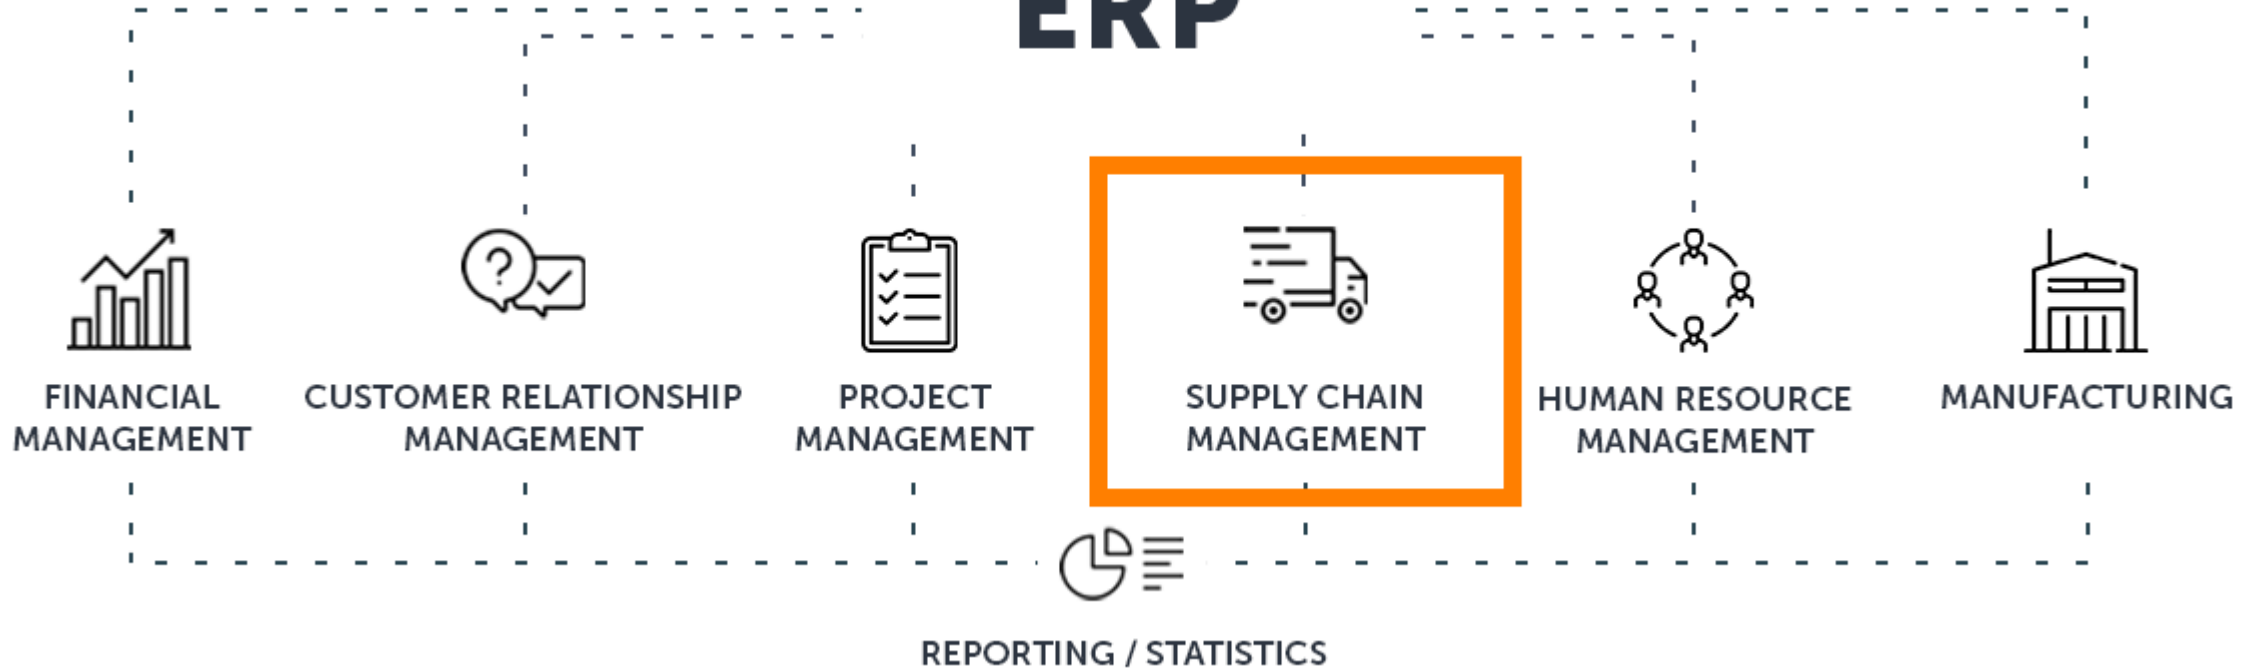 ERP
FINANCIAL
MANAGEMENT
CUSTOMER RELATIONSHIP
MANAGEMENT
PROJECT
MANAGEMENT
SUPPLY CHAIN
MANAGEMENT
HUMAN RESOURCE
MANAGEMENT
MANUFACTURING
REPORTING / STATISTICS